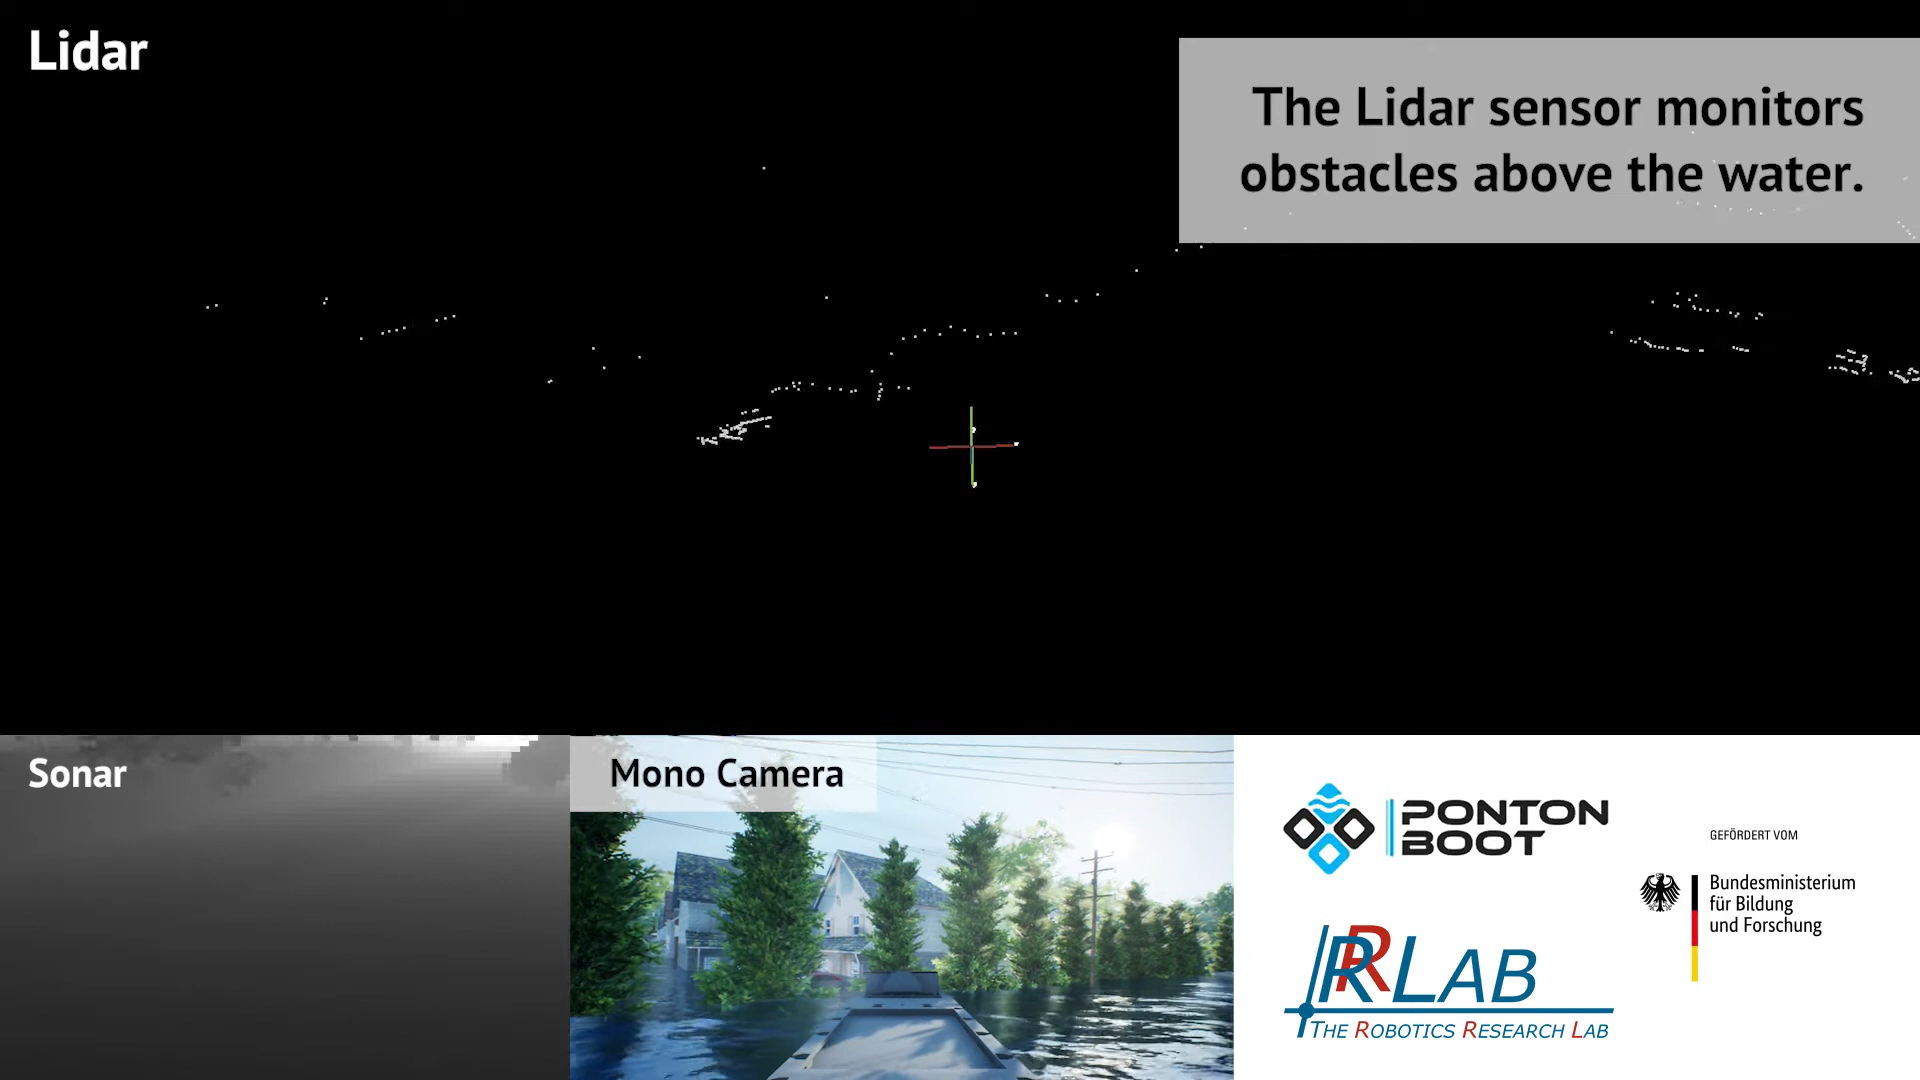 Lidar
The Lidar sensor monitors
obstacles above the water.
Sonar
Mono Camera
PONTON
BOOT
GEFÖRDERT VOM
Bundesministerium
für Bildung
und Forschung
RRLAB
THE ROBOTICS RESEARCH LAB